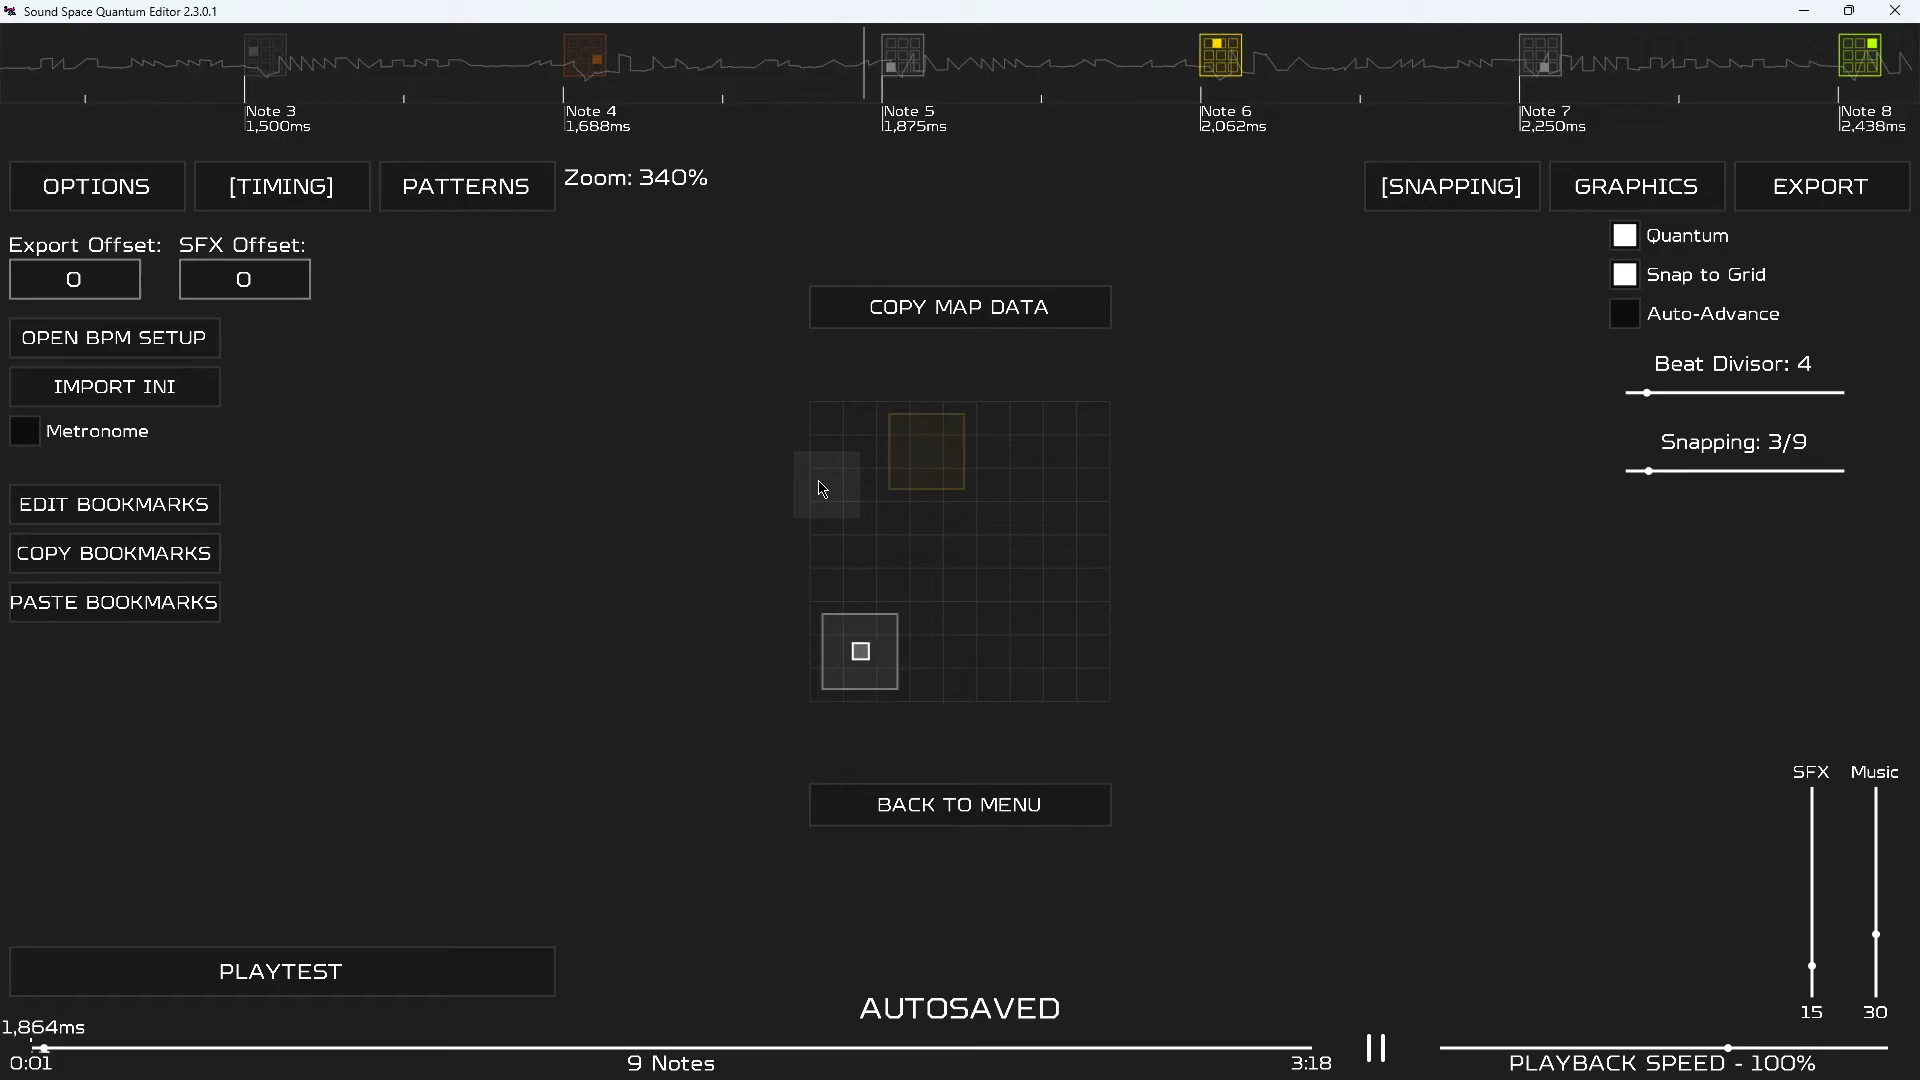 Sound Space Quantum Editor 2.3.0.1
Note 3
1,500ms
Note 4
1,688ms
Note 5
1,875ms
Note 6
2,062ms
Note 7
2,250ms
Note 8
2,438ms
OPTIONS
[TIMING]
PATTERNS
Zoom: 340%
[SNAPPING]
GRAPHICS
EXPORT
Export Offset:
SFX Offset:
0
0
OPEN BPM SETUP
IMPORT INI
Metronome
EDIT BOOKMARKS
COPY BOOKMARKS
PASTE BOOKMARKS
COPY MAP DATA
BACK TO MENU
Quantum
Snap to Grid
Auto-Advance
Beat Divisor: 4
Snapping: 3/9
SFX
Music
15
30
PLAYTEST
AUTOSAVED
1,864ms
0:01
9 Notes
3:18
PLAYBACK SPEED - 100%